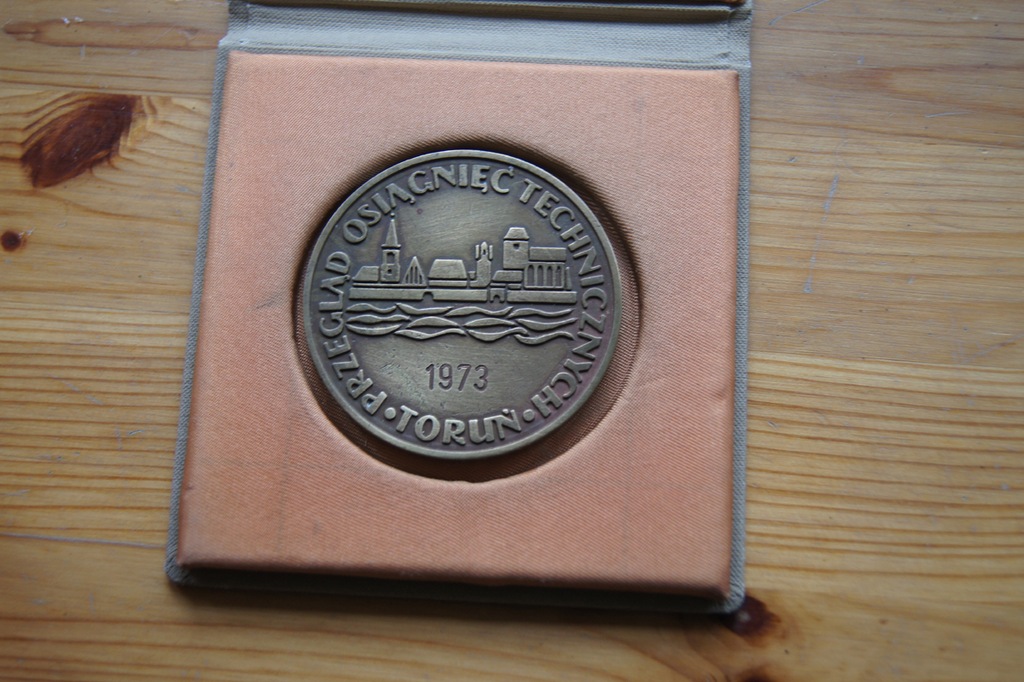 PRZEGLĄD OSIĄGNIĘĆ TECHNICZNYCH
1973
• TORUŃ •